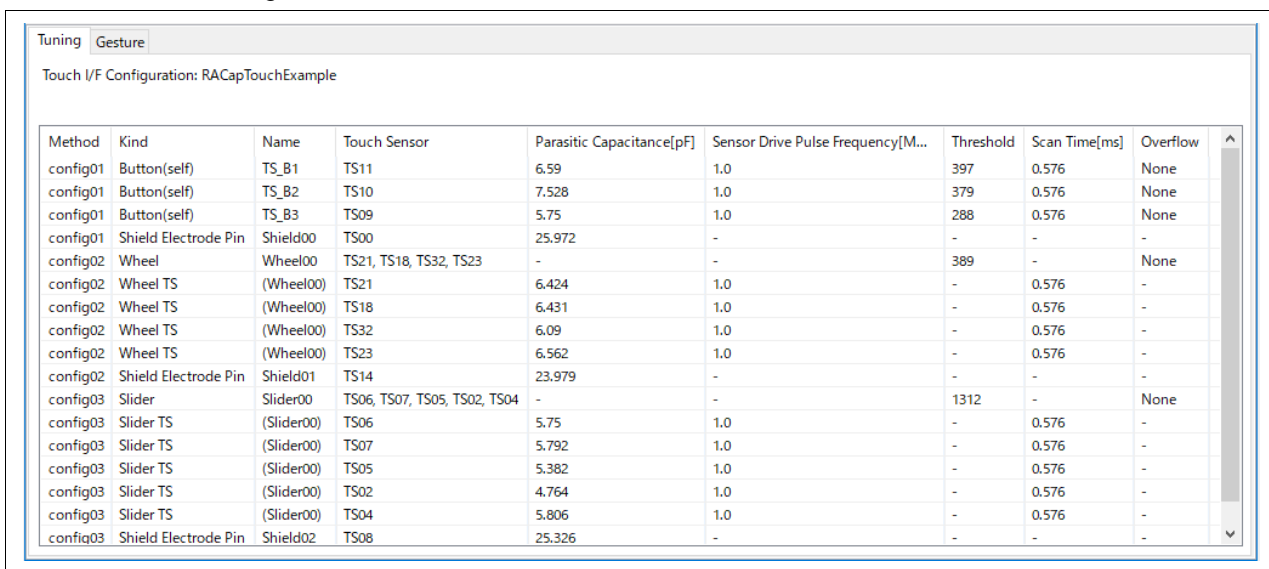 Tuning Gesture
Touch I/F Configuration: RACapTouchExample
Method Kind Name Touch Sensor Parasitic Capacitance[pF] Sensor Drive Pulse Frequency[M... Threshold Scan Time[ms] Overflow
config01 Button(self) TS_B1 TS11 6.59 1.0 397 0.576 None
config01 Button(self) TS_B2 TS10 7.528 1.0 379 0.576 None
config01 Button(self) TS_B3 TS09 5.75 1.0 288 0.576 None
config01 Shield Electrode Pin Shield00 TS00 25.972 - - - -
config02 Wheel Wheel00 TS21, TS18, TS32, TS23 - - 389 - None
config02 Wheel TS (Wheel00) TS21 6.424 1.0 - 0.576 -
config02 Wheel TS (Wheel00) TS18 6.431 1.0 - 0.576 -
config02 Wheel TS (Wheel00) TS32 6.09 1.0 - 0.576 -
config02 Wheel TS (Wheel00) TS23 6.562 1.0 - 0.576 -
config02 Shield Electrode Pin Shield01 TS14 23.979 - - - -
config03 Slider Slider00 TS06, TS07, TS05, TS02, TS04 - - 1312 - None
config03 Slider TS (Slider00) TS06 5.75 1.0 - 0.576 -
config03 Slider TS (Slider00) TS07 5.792 1.0 - 0.576 -
config03 Slider TS (Slider00) TS05 5.382 1.0 - 0.576 -
config03 Slider TS (Slider00) TS02 4.764 1.0 - 0.576 -
config03 Slider TS (Slider00) TS04 5.806 1.0 - 0.576 -
config03 Shield Electrode Pin Shield02 TS08 25.326 - - - -